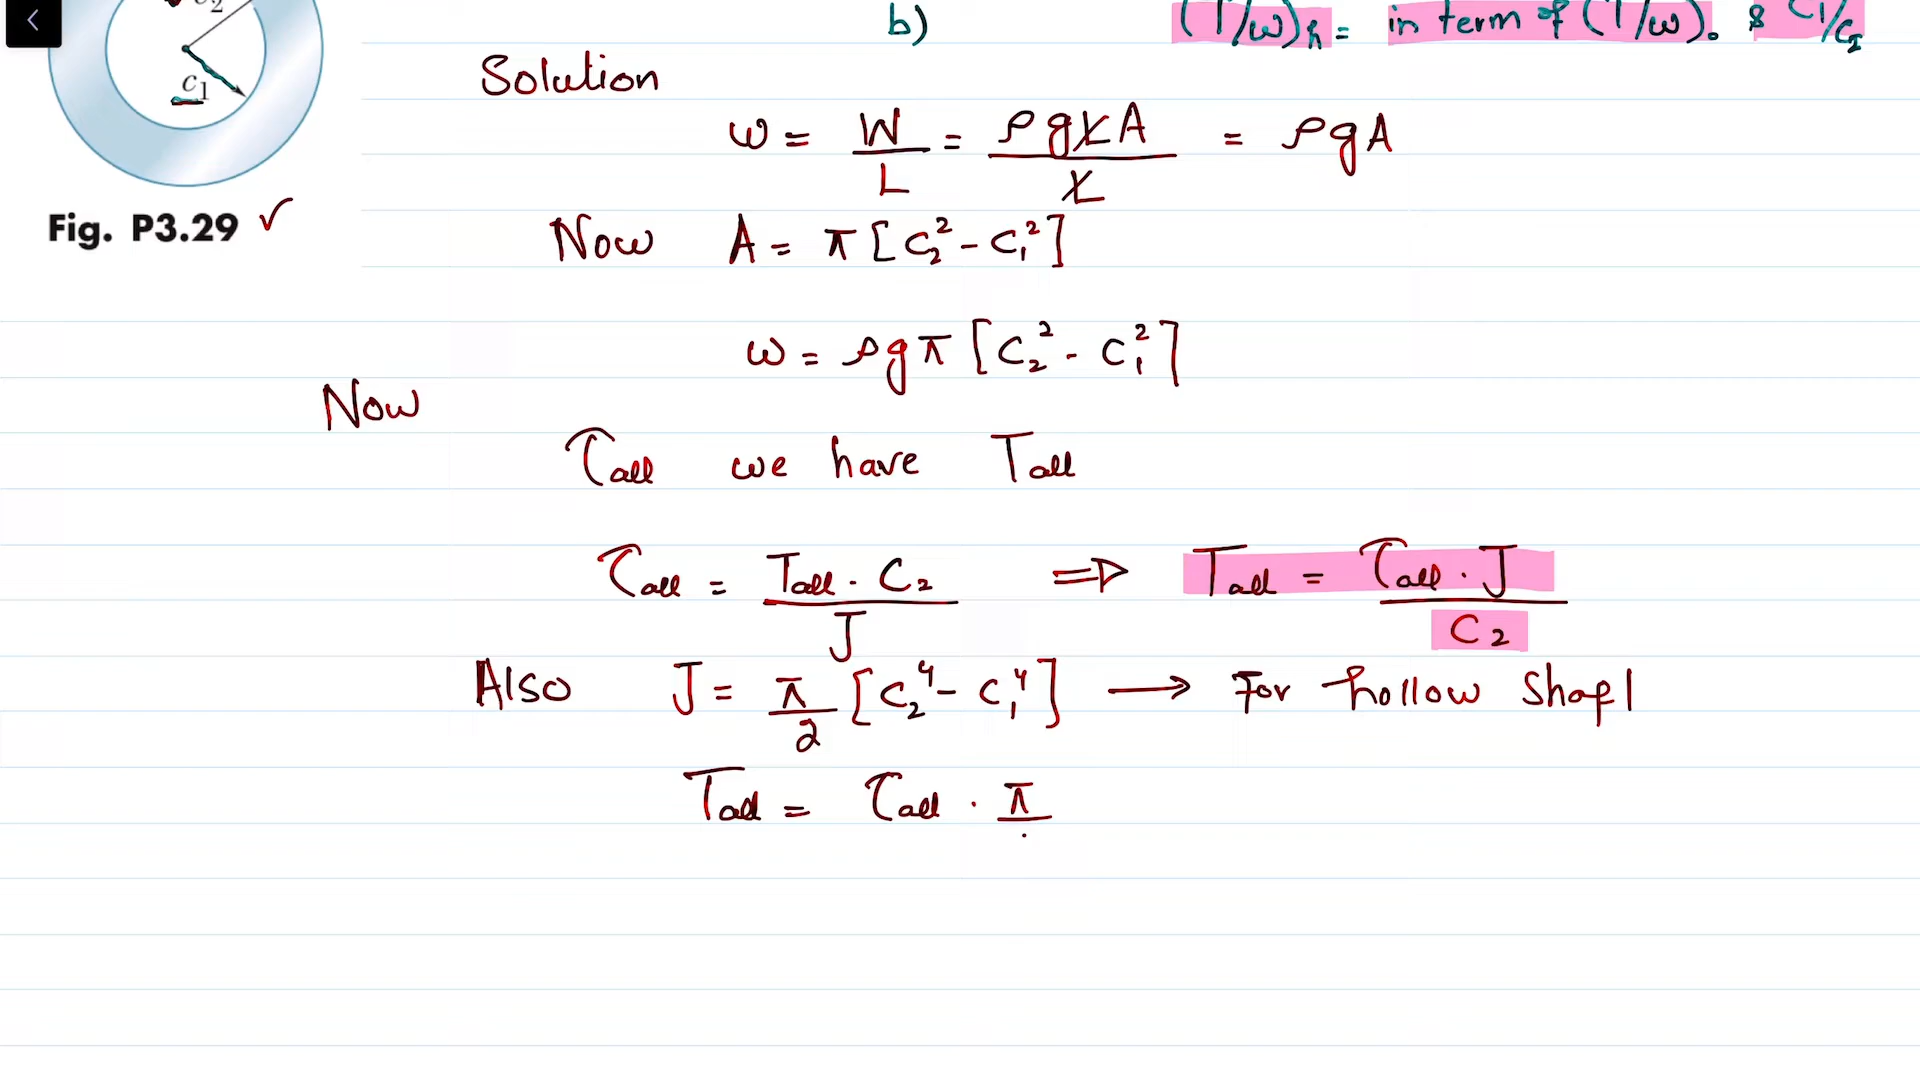 c₂
b) (T/w)h = in term of (T/w)₀ & C₁/C₂
c₁
Solution
w = W/L = ρgLA/L = ρgA
Fig. P3.29 ✓
Now A = π[C₂² - C₁²]
w = ρgπ[C₂² - C₁²]
Now
τall we have Tall
τall = Tall · C₂/J ⇒ Tall = τall · J/C₂
Also J = π/2 [C₂⁴ - C₁⁴] → For hollow Shaft
Tall = τall · π